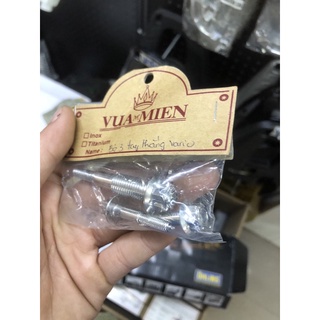 VUA MIEN
Inox
Titanium
Name: Bộ 3 tay thắng Vario